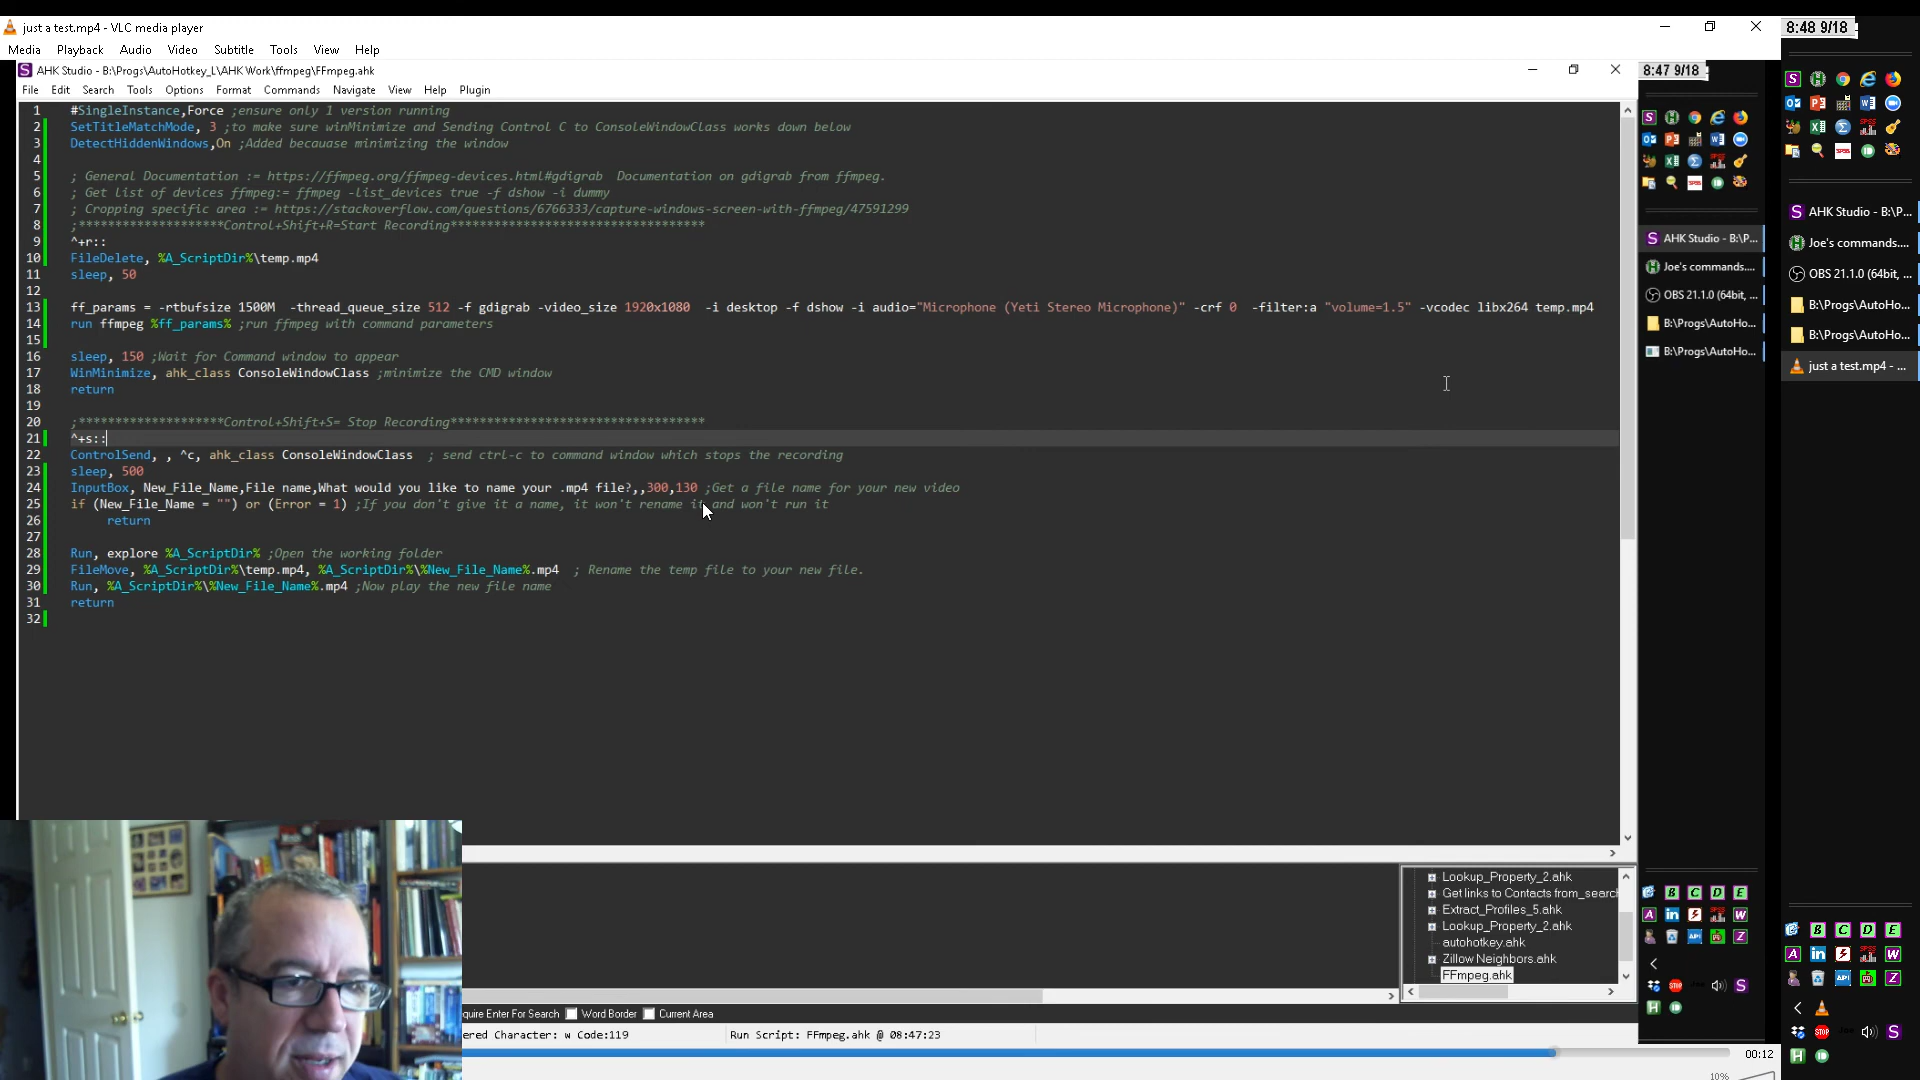 just a test.mp4 - VLC media player
8:48 9/18
Media Playback Audio Video Subtitle Tools View Help
AHK Studio - B:\Progs\AutoHotkey_L\AHK Work\ffmpeg\FFmpeg.ahk
8:47 9/18
File Edit Search Tools Options Format Commands Navigate View Help Plugin
1 #SingleInstance,Force ;ensure only 1 version running
2 SetTitleMatchMode, 3 ;to make sure winMinimize and Sending Control C to ConsoleWindowClass works down below
3 DetectHiddenWindows,On ;Added becauase minimizing the window
4
5 ; General Documentation := https://ffmpeg.org/ffmpeg-devices.html#gdigrab  Documentation on gdigrab from ffmpeg.
6 ; Get list of devices ffmpeg:= ffmpeg -list_devices true -f dshow -i dummy
7 ; Cropping specific area := https://stackoverflow.com/questions/6766333/capture-windows-screen-with-ffmpeg/47591299
8 ;********************Control+Shift+R=Start Recording***********************************
9 ^+r::
10 FileDelete, %A_ScriptDir%\temp.mp4
11 sleep, 50
12
13 ff_params = -rtbufsize 1500M  -thread_queue_size 512 -f gdigrab -video_size 1920x1080  -i desktop -f dshow -i audio="Microphone (Yeti Stereo Microphone)" -crf 0  -filter:a "volume=1.5" -vcodec libx264 temp.mp4
14 run ffmpeg %ff_params% ;run ffmpeg with command parameters
15
16 sleep, 150 ;Wait for Command window to appear
17 WinMinimize, ahk_class ConsoleWindowClass ;minimize the CMD window
18 return
19
20 ;********************Control+Shift+S= Stop Recording***********************************
21 ^+s::
22 ControlSend, , ^c, ahk_class ConsoleWindowClass  ; send ctrl-c to command window which stops the recording
23 sleep, 500
24 InputBox, New_File_Name,File name,What would you like to name your .mp4 file?,,300,130 ;Get a file name for your new video
25 if (New_File_Name = "") or (Error = 1) ;If you don't give it a name, it won't rename it and won't run it
26 return
27
28 Run, explore %A_ScriptDir% ;Open the working folder
29 FileMove, %A_ScriptDir%\temp.mp4, %A_ScriptDir%\%New_File_Name%.mp4  ; Rename the temp file to your new file.
30 Run, %A_ScriptDir%\%New_File_Name%.mp4 ;Now play the new file name
31 return
32
AHK Studio - B:\P...
Joe's commands....
OBS 21.1.0 (64bit, ...
B:\Progs\AutoHo...
B:\Progs\AutoHo...
AHK Studio - B:\P...
Joe's commands....
OBS 21.1.0 (64bit, ...
B:\Progs\AutoHo...
B:\Progs\AutoHo...
just a test.mp4 - ...
Lookup_Property_2.ahk
Get links to Contacts from_searc
Extract_Profiles_5.ahk
Lookup_Property_2.ahk
autohotkey.ahk
Zillow Neighbors.ahk
FFmpeg.ahk
quire Enter For Search Word Border Current Area
ered Character: w Code:119 Run Script: FFmpeg.ahk @ 08:47:23
00:12
10%